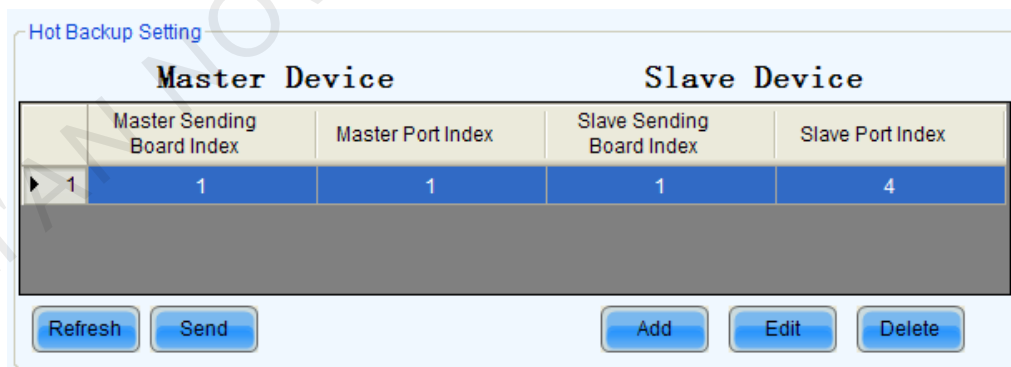 Hot Backup Setting
Master Device Slave Device
Master Sending Board Index Master Port Index Slave Sending Board Index Slave Port Index
1 1 1 1 4
Refresh Send Add Edit Delete